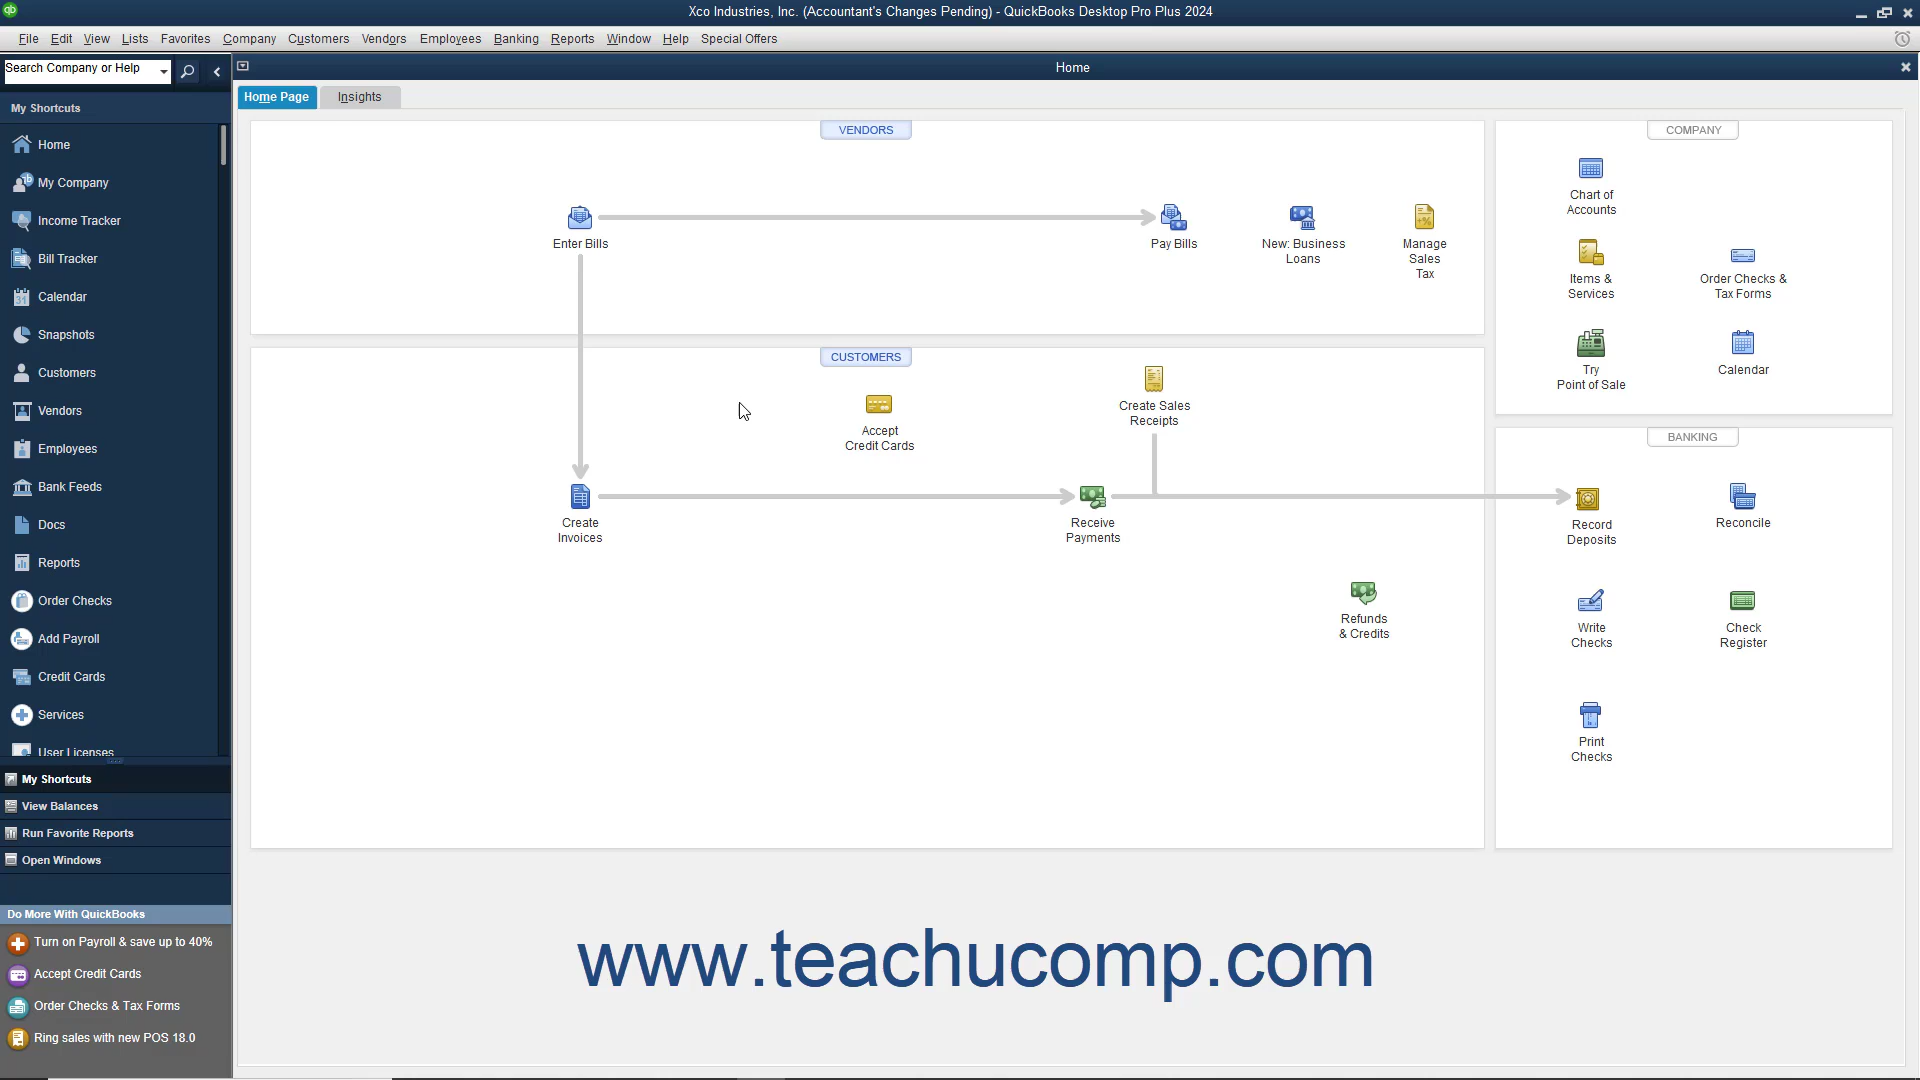 Xco Industries, Inc. (Accountant's Changes Pending) - QuickBooks Desktop Pro Plus 2024
File Edit View Lists Favorites Company Customers Vendors Employees Banking Reports Window Help Special Offers
Search Company or Help
Home
Home Page Insights
My Shortcuts
Home
My Company
Income Tracker
Bill Tracker
Calendar
Snapshots
Customers
Vendors
Employees
Bank Feeds
Docs
Reports
Order Checks
Add Payroll
Credit Cards
Services
User Licenses
My Shortcuts
View Balances
Run Favorite Reports
Open Windows
Do More With QuickBooks
Turn on Payroll & save up to 40%
Accept Credit Cards
Order Checks & Tax Forms
Ring sales with new POS 18.0
VENDORS
Enter Bills
Pay Bills
New: Business
Loans
Manage
Sales
Tax
CUSTOMERS
Accept
Credit Cards
Create Sales
Receipts
Create
Invoices
Receive
Payments
Refunds
& Credits
COMPANY
Chart of
Accounts
Items &
Services
Order Checks &
Tax Forms
Try
Point of Sale
Calendar
BANKING
Record
Deposits
Reconcile
Write
Checks
Check
Register
Print
Checks
www.teachucomp.com